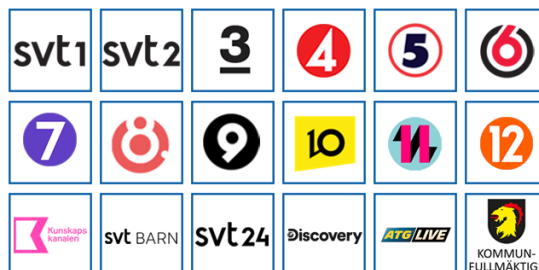 svt1
svt2
3
4
5
6
7
8
9
10
11
12
Kunskaps
kanalen
svt BARN
svt24
Discovery
ATG LIVE
KOMMUN-
FULLMÄKTIG